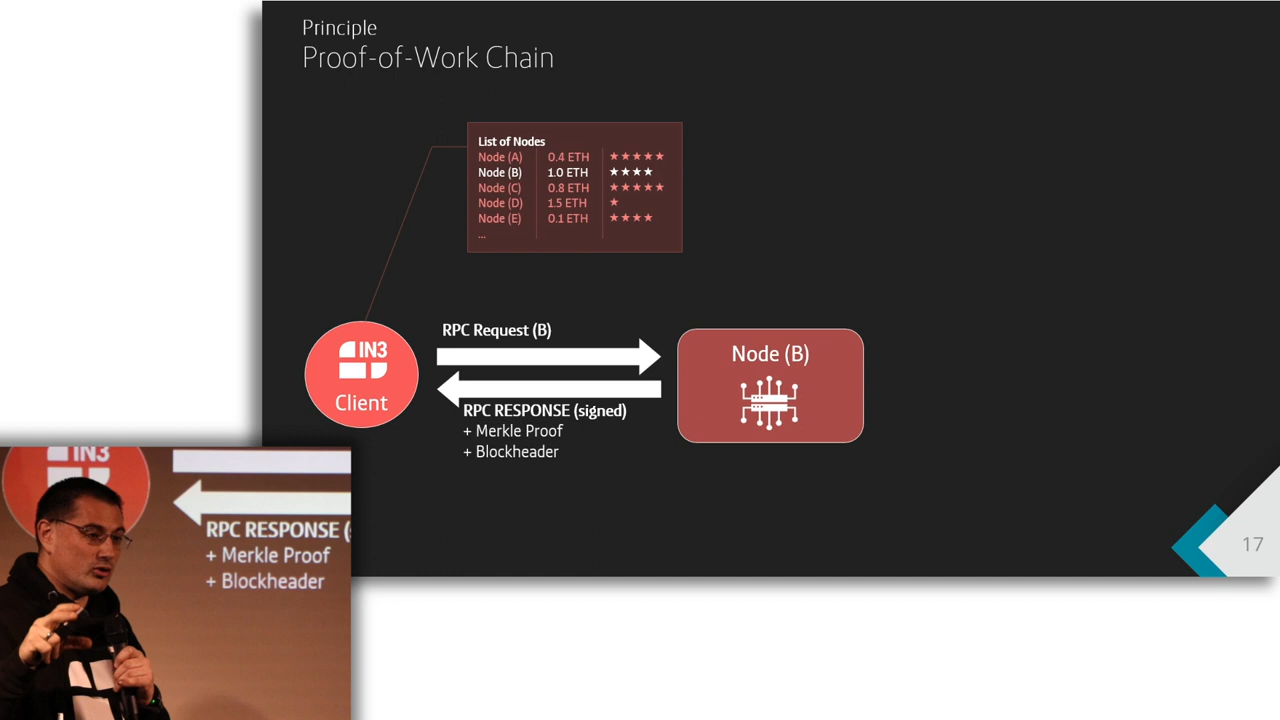 Principle
Proof-of-Work Chain
List of Nodes
Node (A) 0.4 ETH ★★★★★
Node (B) 1.0 ETH ★★★★
Node (C) 0.8 ETH ★★★★★
Node (D) 1.5 ETH ★
Node (E) 0.1 ETH ★★★★
...
IN3
Client
RPC Request (B)
RPC RESPONSE (signed)
+ Merkle Proof
+ Blockheader
Node (B)
17
IN3
RPC RESPONSE (
+ Merkle Proof
+ Blockheader